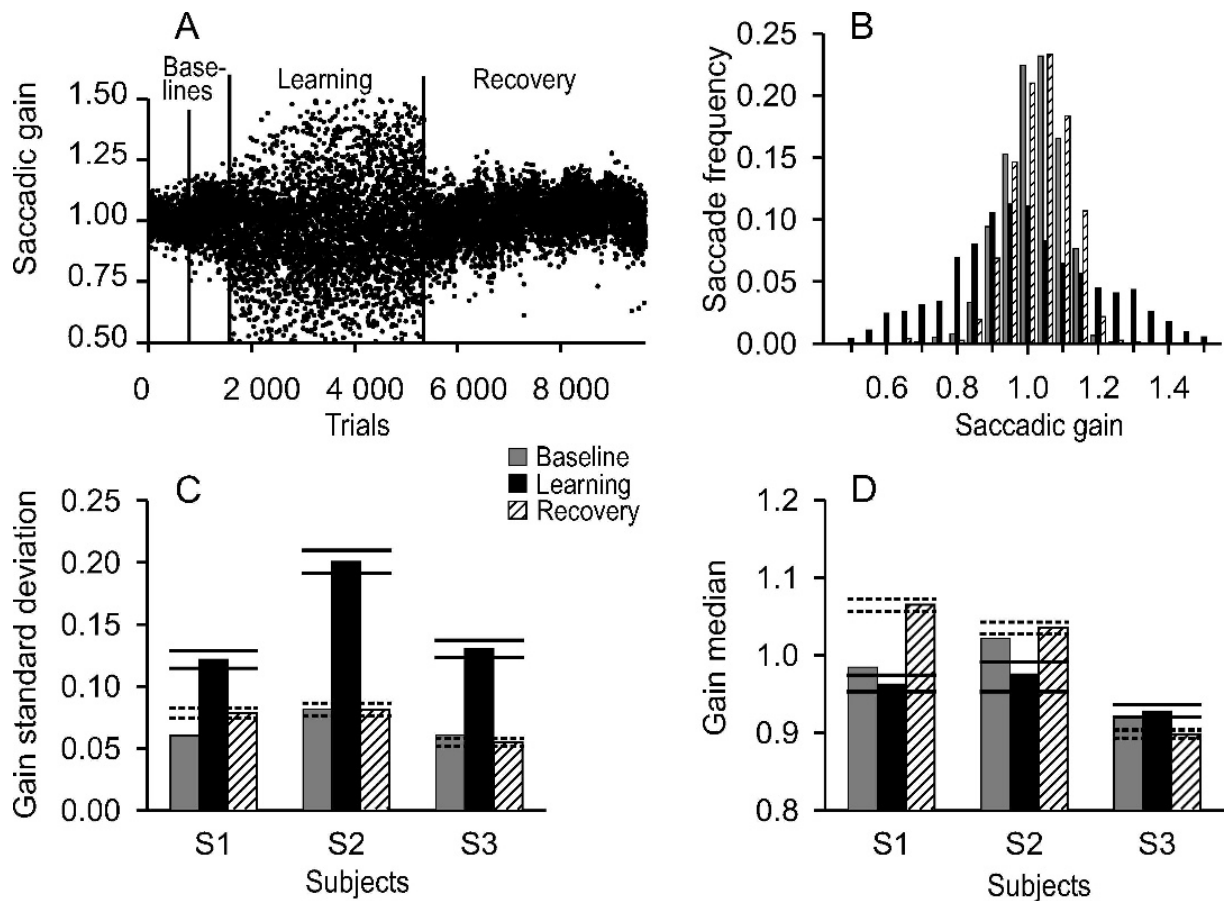 A
B
Base-
lines
Learning
Recovery
Saccadic gain
1.50
1.25
1.00
0.75
0.50
0
2 000
4 000
6 000
8 000
Trials
Saccade frequency
0.25
0.20
0.15
0.10
0.05
0.00
0.6
0.8
1.0
1.2
1.4
Saccadic gain
Baseline
Learning
Recovery
C
Gain standard deviation
0.25
0.20
0.15
0.10
0.05
0.00
S1
S2
S3
Subjects
D
Gain median
1.2
1.1
1.0
0.9
0.8
S1
S2
S3
Subjects